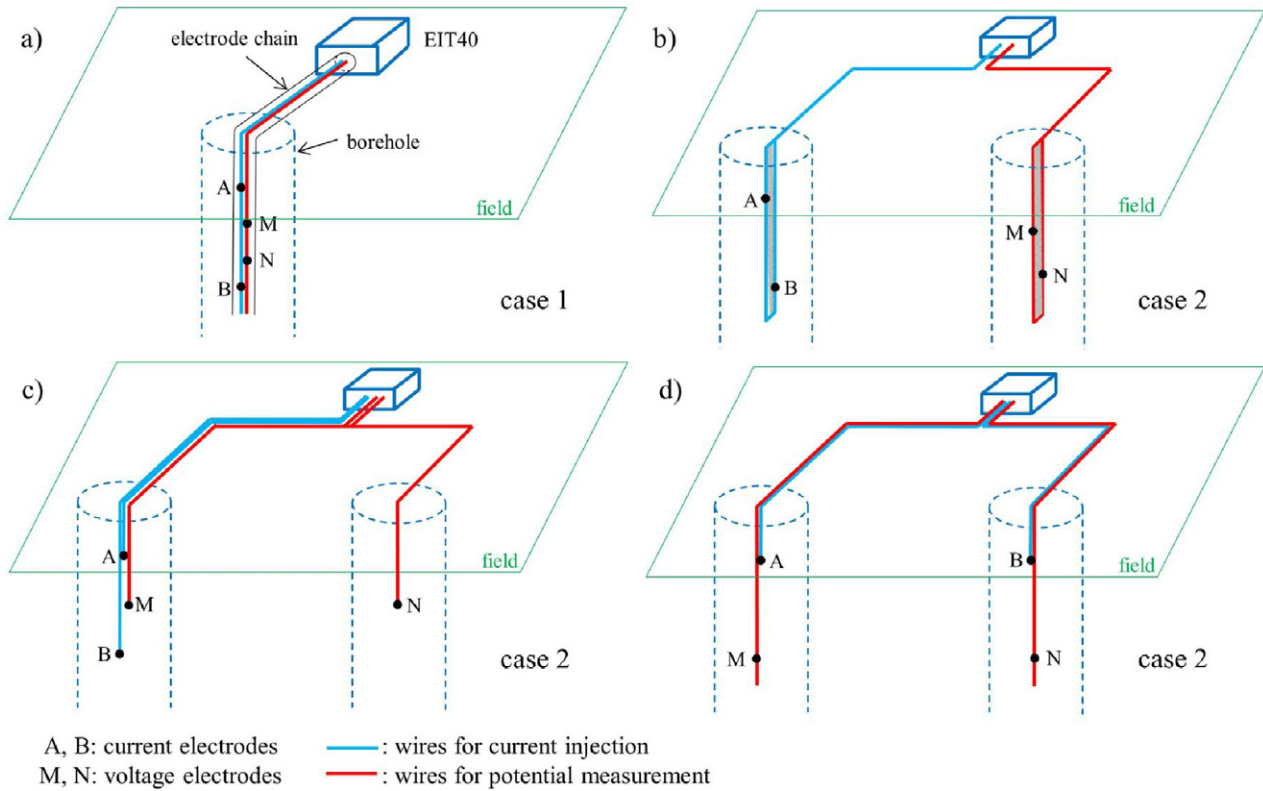 a)
electrode chain
EIT40
borehole
A
M
N
B
field
case 1
b)
A
B
M
N
field
case 2
c)
A
M
B
N
field
case 2
d)
A
M
B
N
field
case 2
A, B: current electrodes : wires for current injection
M, N: voltage electrodes : wires for potential measurement